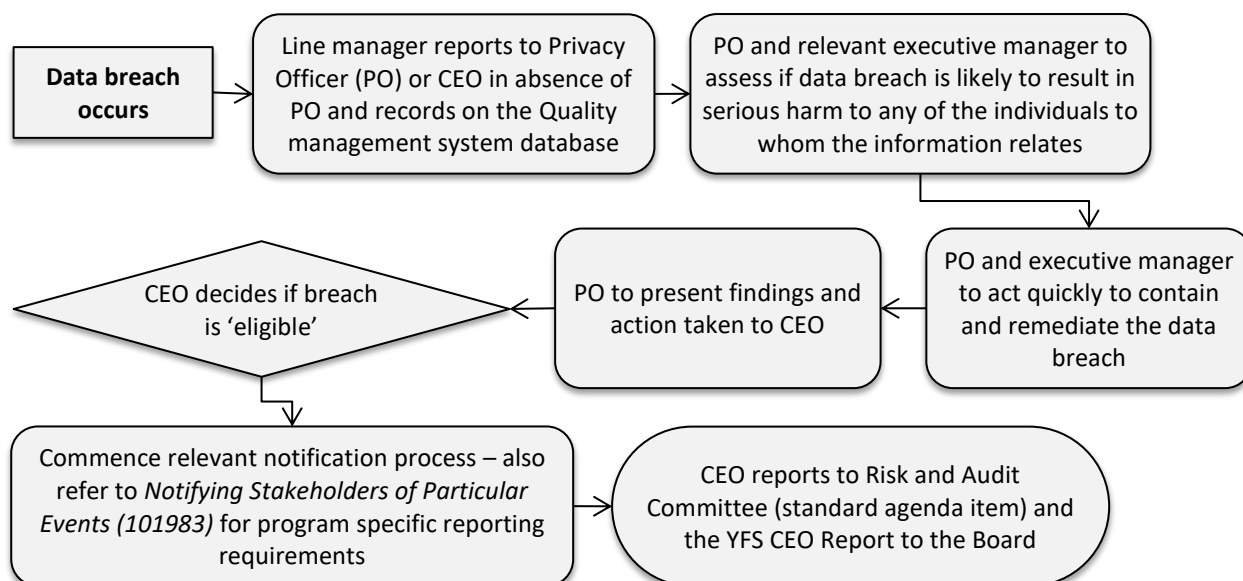 Data breach
occurs
Line manager reports to Privacy
Officer (PO) or CEO in absence of
PO and records on the Quality
management system database
PO and relevant executive manager to
assess if data breach is likely to result in
serious harm to any of the individuals to
whom the information relates
PO and executive manager
to act quickly to contain
and remediate the data
breach
PO to present findings and
action taken to CEO
CEO decides if breach
is ‘eligible’
Commence relevant notification process – also
refer to Notifying Stakeholders of Particular
Events (101983) for program specific reporting
requirements
CEO reports to Risk and Audit
Committee (standard agenda item) and
the YFS CEO Report to the Board